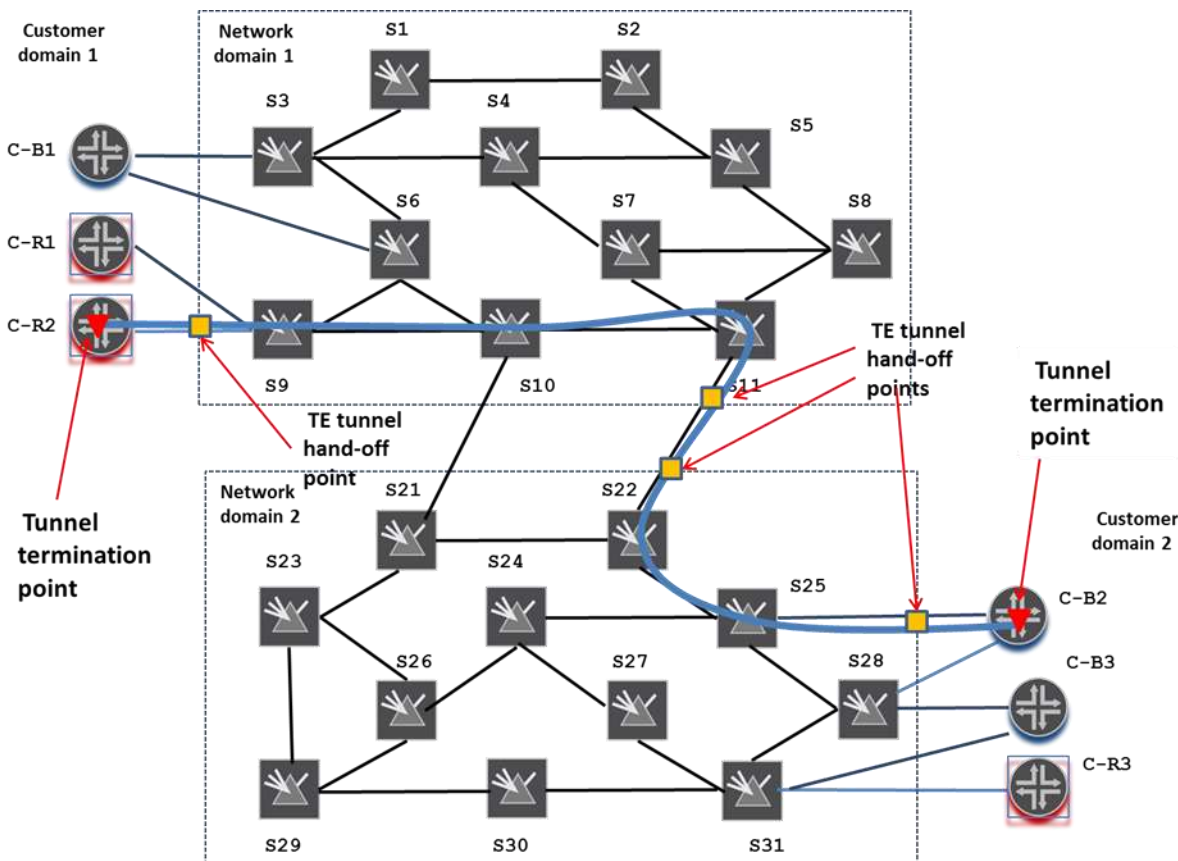 Customer
domain 1
Network
domain 1
S1
S2
S3
S4
S5
C-B1
S6
S7
S8
C-R1
C-R2
S9
S10
S11
TE tunnel
hand-off
points
TE tunnel
hand-off
point
Tunnel
termination
point
Tunnel
termination
point
Network
domain 2
S21
S22
Customer
domain 2
S23
S24
S25
C-B2
S26
S27
S28
C-B3
C-R3
S29
S30
S31